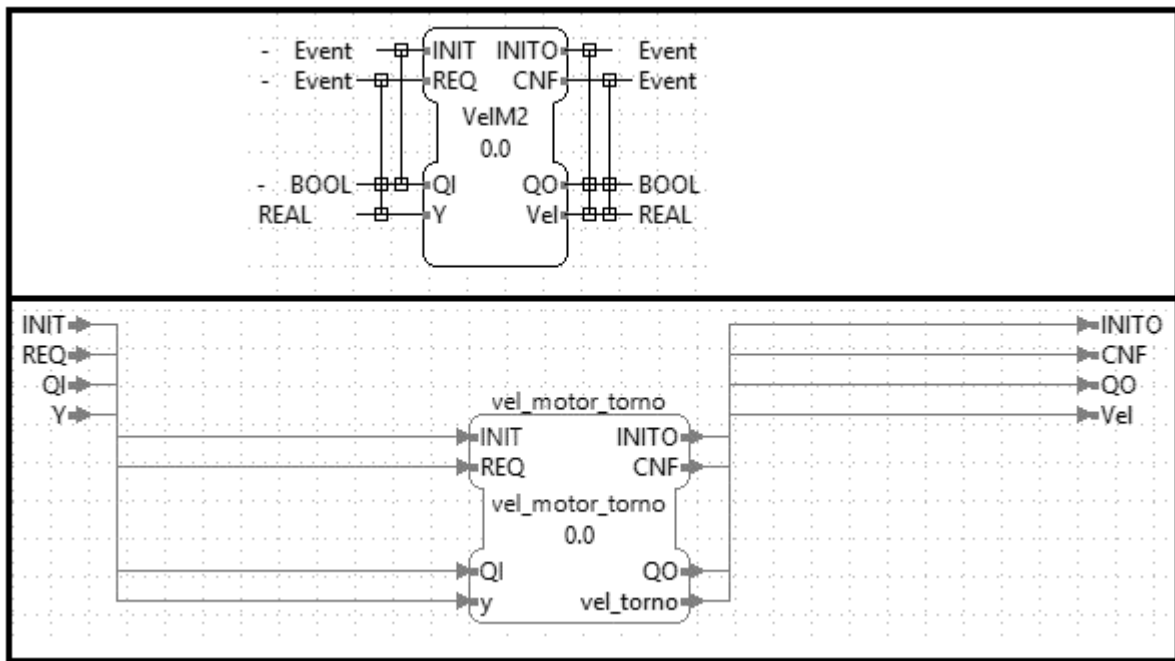 - Event INIT INITO Event
- Event REQ CNF Event
VelM2
0.0
- BOOL QI QO BOOL
REAL Y Vel REAL
INIT INITO
REQ CNF
QI QO
Y Vel
vel_motor_torno
INIT INITO
REQ CNF
vel_motor_torno
0.0
QI QO
y vel_torno